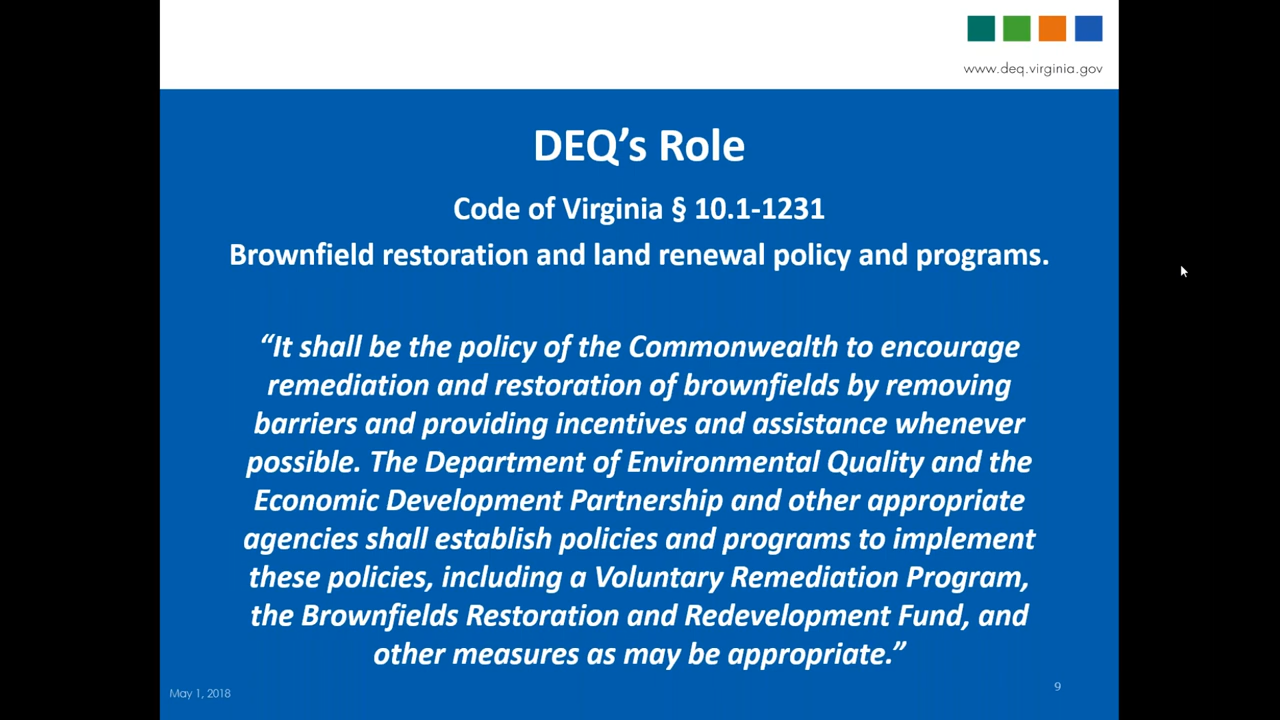 www.deq.virginia.gov
DEQ’s Role
Code of Virginia § 10.1-1231
Brownfield restoration and land renewal policy and programs.
“It shall be the policy of the Commonwealth to encourage
remediation and restoration of brownfields by removing
barriers and providing incentives and assistance whenever
possible. The Department of Environmental Quality and the
Economic Development Partnership and other appropriate
agencies shall establish policies and programs to implement
these policies, including a Voluntary Remediation Program,
the Brownfields Restoration and Redevelopment Fund, and
other measures as may be appropriate.”
May 1, 2018
9